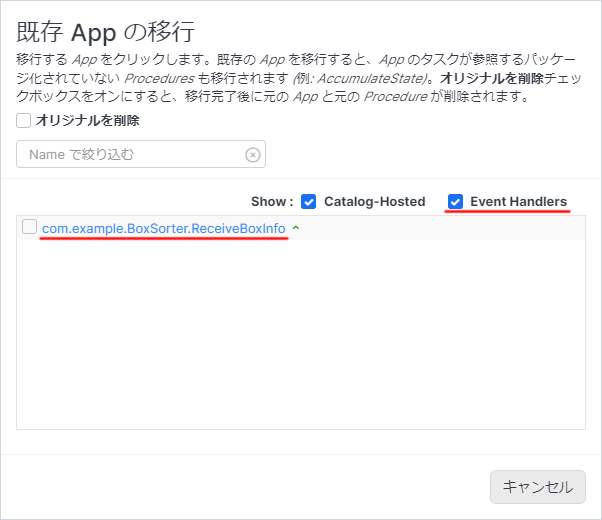 既存 App の移行
移行する App をクリックします。既存の App を移行すると、App のタスクが参照するパッケー
ジ化されていない Procedures も移行されます (例: AccumulateState)。オリジナルを削除チェッ
クボックスをオンにすると、移行完了後に元の App と元の Procedure が削除されます。
オリジナルを削除
Name で絞り込む
Show : Catalog-Hosted Event Handlers
com.example.BoxSorter.ReceiveBoxInfo
キャンセル